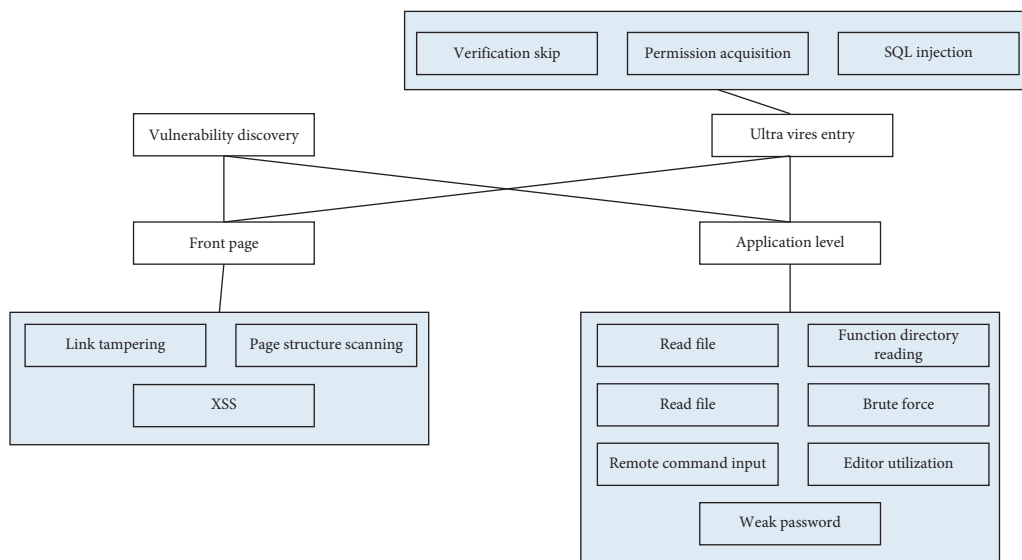 Verification skip
Permission acquisition
SQL injection
Vulnerability discovery
Ultra vires entry
Front page
Application level
Link tampering
Page structure scanning
XSS
Read file
Function directory
reading
Read file
Brute force
Remote command input
Editor utilization
Weak password